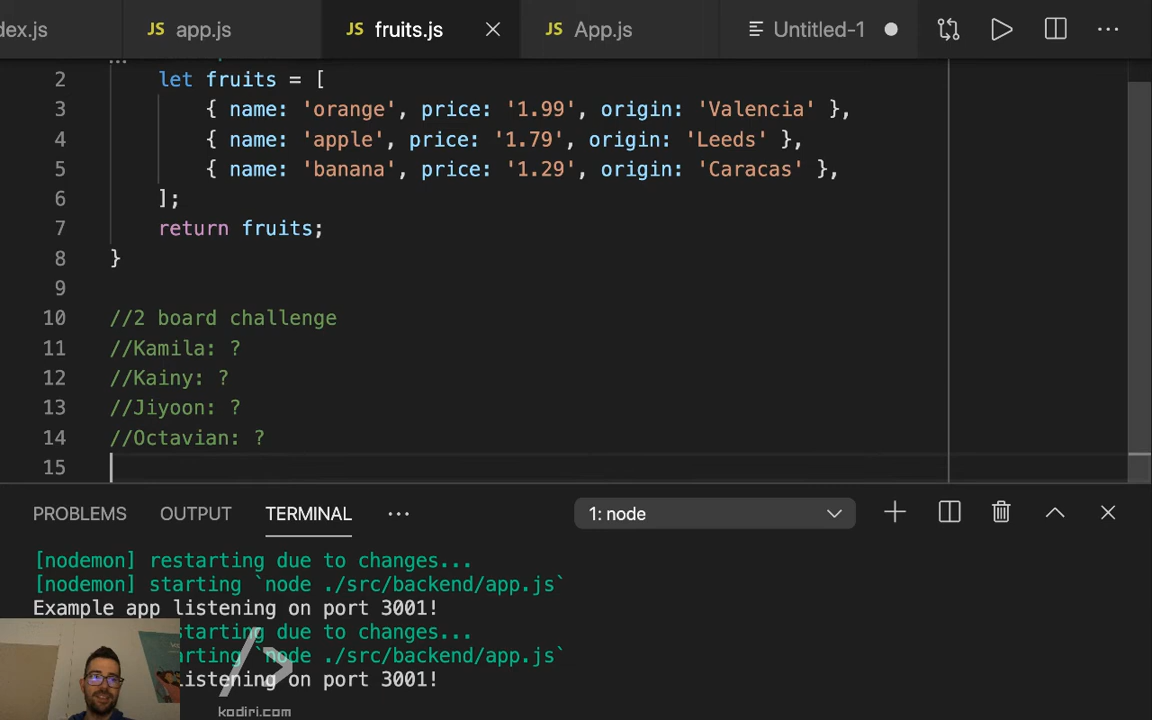 dex.js
JS app.js
JS fruits.js
JS App.js
Untitled-1
2 let fruits = [
3 { name: 'orange', price: '1.99', origin: 'Valencia' },
4 { name: 'apple', price: '1.79', origin: 'Leeds' },
5 { name: 'banana', price: '1.29', origin: 'Caracas' },
6 ];
7 return fruits;
8 }
9
10 //2 board challenge
11 //Kamila: ?
12 //Kainy: ?
13 //Jiyoon: ?
14 //Octavian: ?
15
PROBLEMS OUTPUT TERMINAL ... 1: node
[nodemon] restarting due to changes...
[nodemon] starting `node ./src/backend/app.js`
Example app listening on port 3001!
starting due to changes...
arting `node ./src/backend/app.js`
listening on port 3001!
kodiri.com